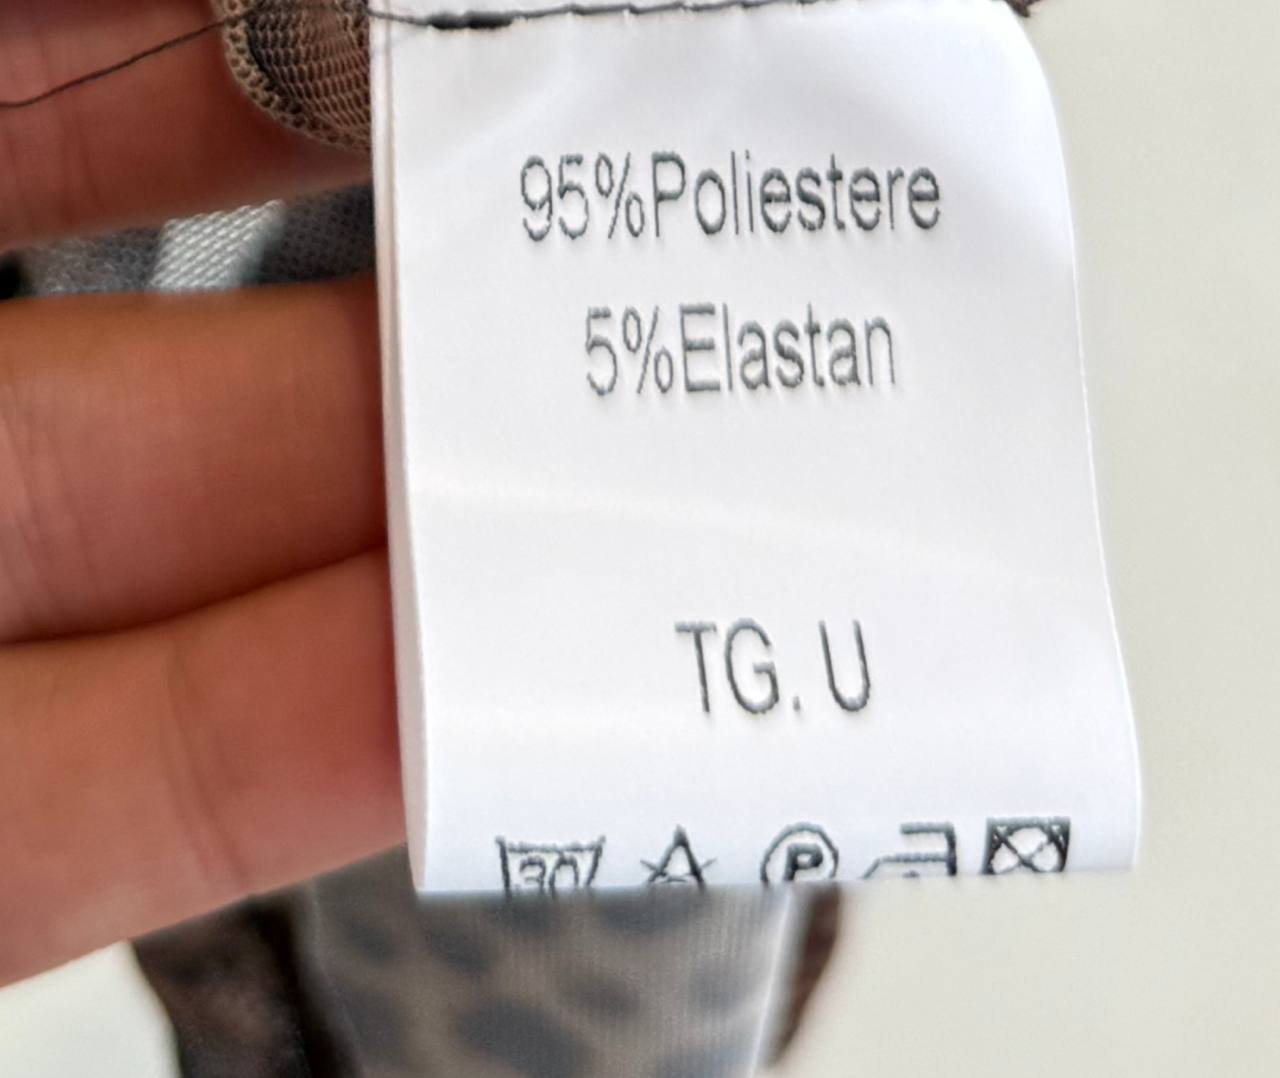 95%Poliestere
5%Elastan
TG. U
30 A P